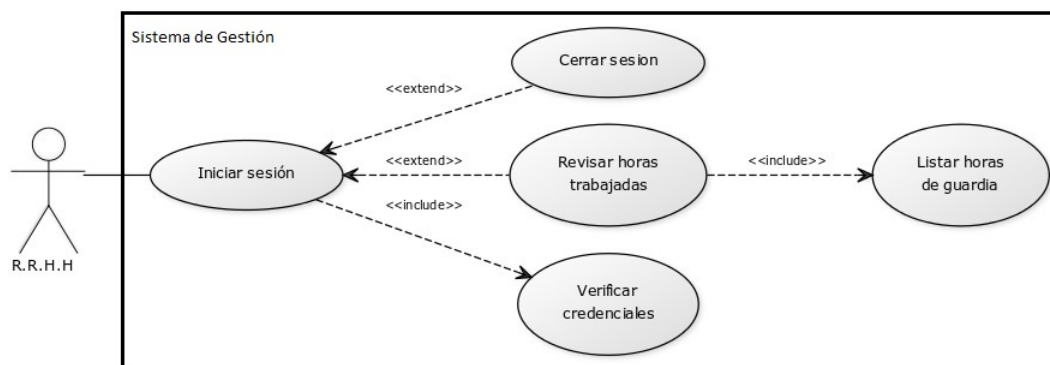 Sistema de Gestión
Cerrar sesion
<<extend>>
Iniciar sesión
<<extend>>
Revisar horas
trabajadas
<<include>>
Listar horas
de guardia
<<include>>
R.R.H.H
Verificar
credenciales